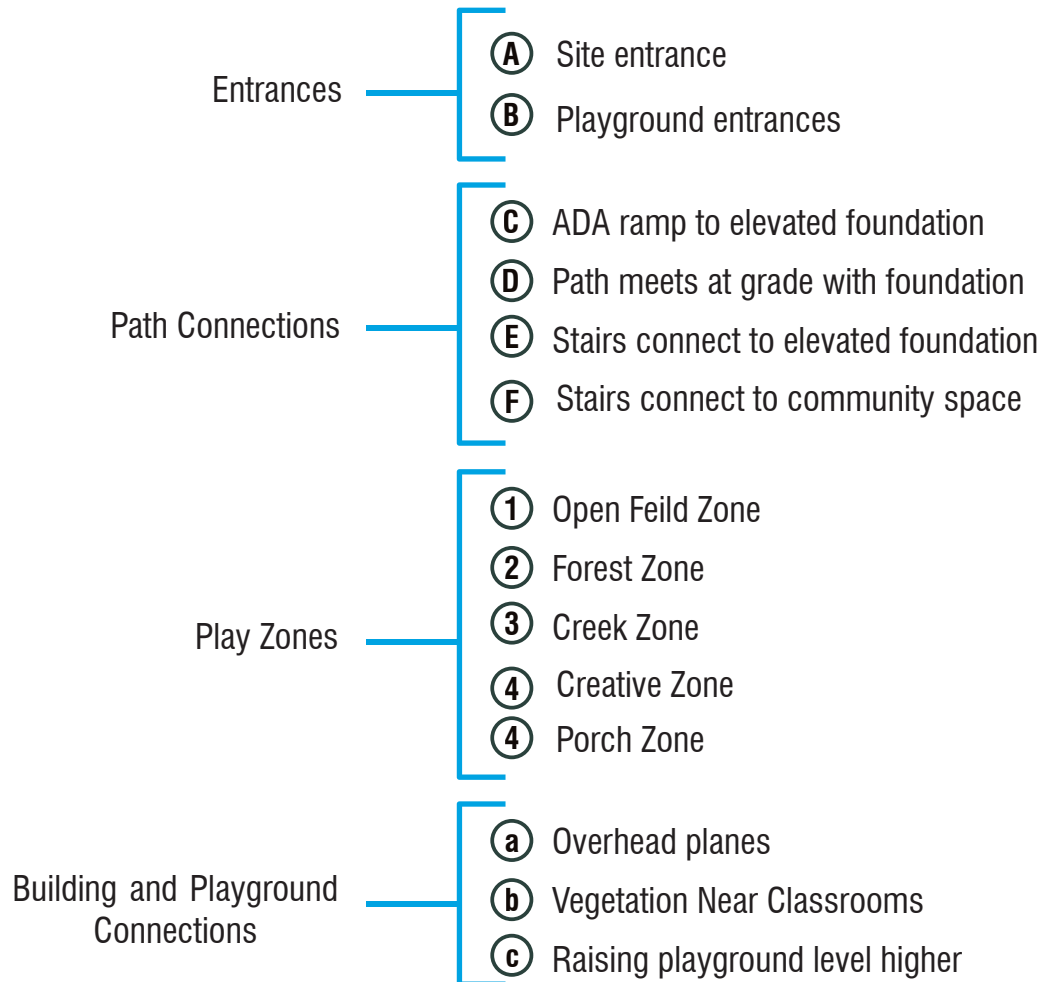 Entrances
A Site entrance
B Playground entrances
Path Connections
C ADA ramp to elevated foundation
D Path meets at grade with foundation
E Stairs connect to elevated foundation
F Stairs connect to community space
Play Zones
1 Open Feild Zone
2 Forest Zone
3 Creek Zone
4 Creative Zone
4 Porch Zone
Building and Playground
Connections
a Overhead planes
b Vegetation Near Classrooms
c Raising playground level higher